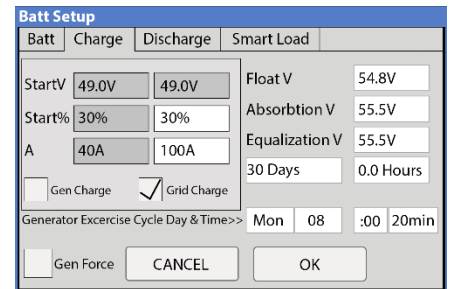 Batt Setup
Batt Charge Discharge Smart Load
StartV 49.0V 49.0V Float V 54.8V
Start% 30% 30% Absorbtion V 55.5V
A 40A 100A Equalization V 55.5V
30 Days 0.0 Hours
Gen Charge Grid Charge
Generator Excercise Cycle Day & Time>> Mon 08 :00 20min
Gen Force CANCEL OK